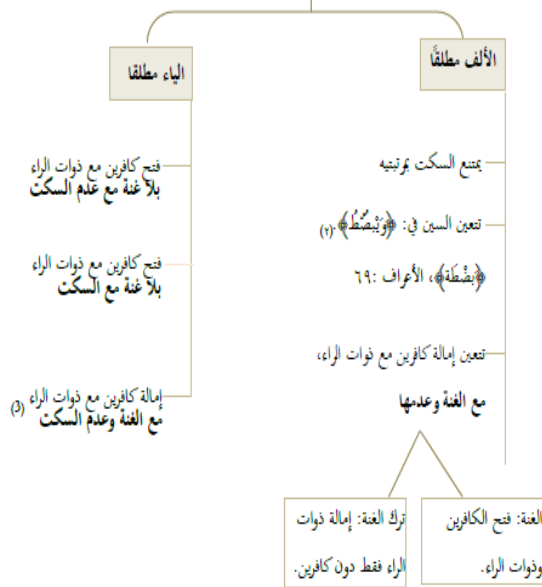 الألف مطلقًا
يمتنع السكت بمرتبتيه
تتعين السين في: ﴿وَيَبْصُطُ﴾.(٢)
﴿بصْطَة﴾، الأعراف :٦٩
تتعين إمالة كافرين مع ذوات الراء،
مع الغنة وعدمها
الغنة: فتح الكافرين
وذوات الراء.
ترك الغنة: إمالة ذوات
الراء فقط دون كافرين.
الياء مطلقا
فتح كافرين مع ذوات الراء
بلا غنة مع عدم السكت
فتح كافرين مع ذوات الراء
بلا غنة مع السكت
إمالة كافرين مع ذوات الراء
مع الغنة وعدم السكت (3)